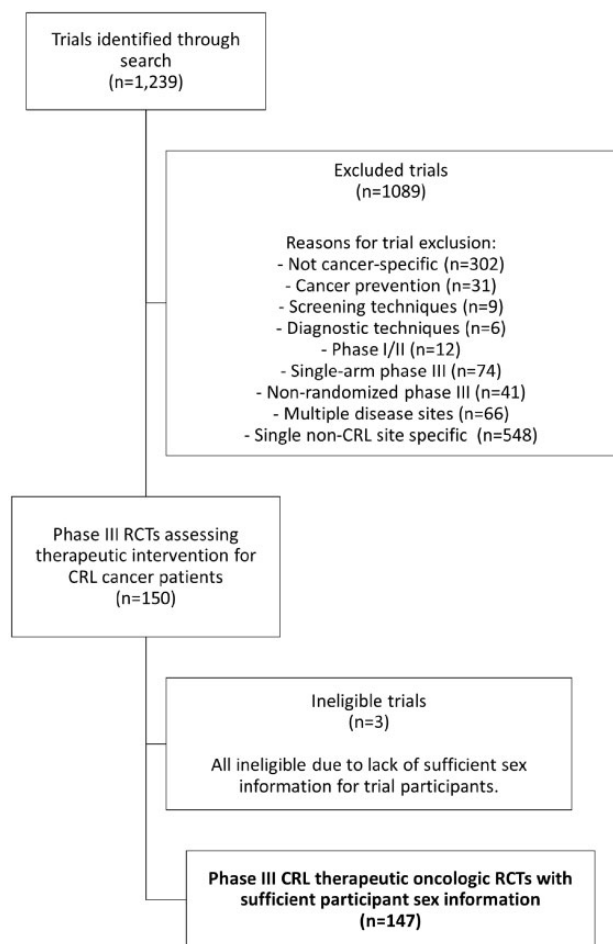 Trials identified through
search
(n=1,239)
Excluded trials
(n=1089)
Reasons for trial exclusion:
- Not cancer-specific (n=302)
- Cancer prevention (n=31)
- Screening techniques (n=9)
- Diagnostic techniques (n=6)
- Phase I/II (n=12)
- Single-arm phase III (n=74)
- Non-randomized phase III (n=41)
- Multiple disease sites (n=66)
- Single non-CRL site specific (n=548)
Phase III RCTs assessing
therapeutic intervention for
CRL cancer patients
(n=150)
Ineligible trials
(n=3)
All ineligible due to lack of sufficient sex
information for trial participants.
Phase III CRL therapeutic oncologic RCTs with
sufficient participant sex information
(n=147)